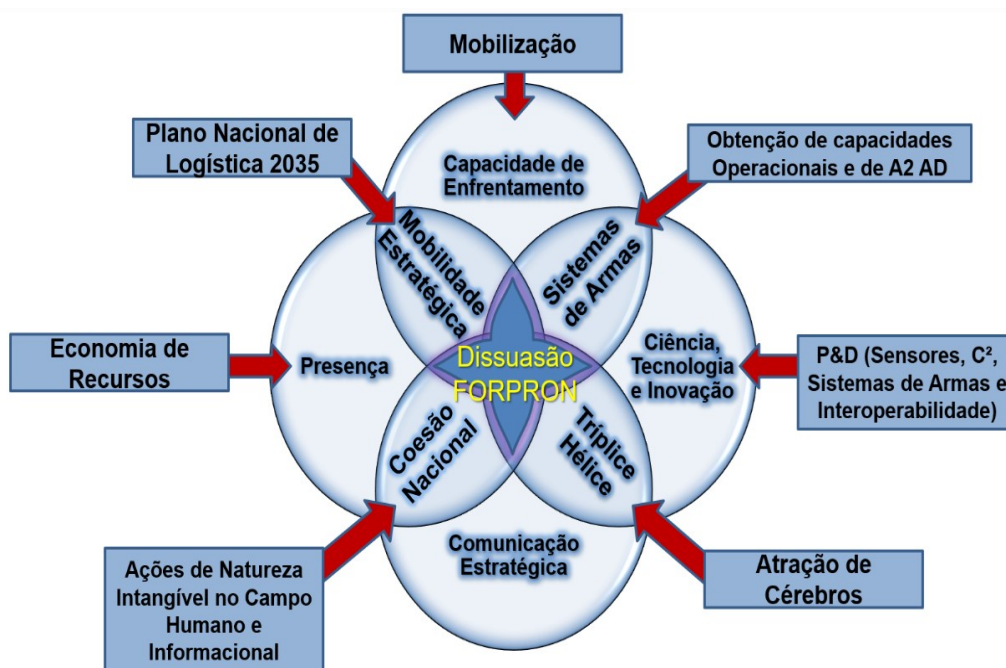 Mobilização
Plano Nacional de
Logística 2035
Obtenção de capacidades
Operacionais e de A2 AD
Capacidade de
Enfrentamento
Mobilidade
Estratégica
Sistemas
de Armas
Economia de
Recursos
Presença
Dissuasão
FORPRON
Ciência,
Tecnologia
e Inovação
P&D (Sensores, C²,
Sistemas de Armas e
Interoperabilidade)
Coesão
Nacional
Tríplice
Hélice
Comunicação
Estratégica
Ações de Natureza
Intangível no Campo
Humano e
Informacional
Atração de
Cérebros